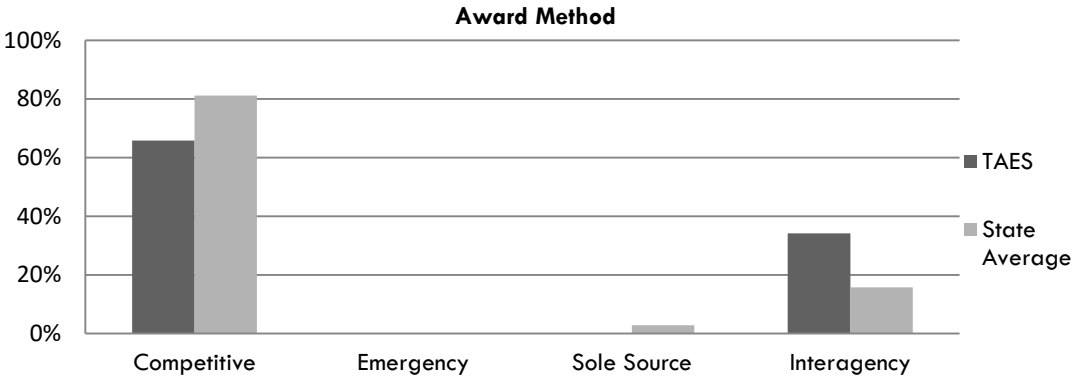 Award Method
100%
80%
60%
40%
20%
0%
Competitive
Emergency
Sole Source
Interagency
TAES
State
Average